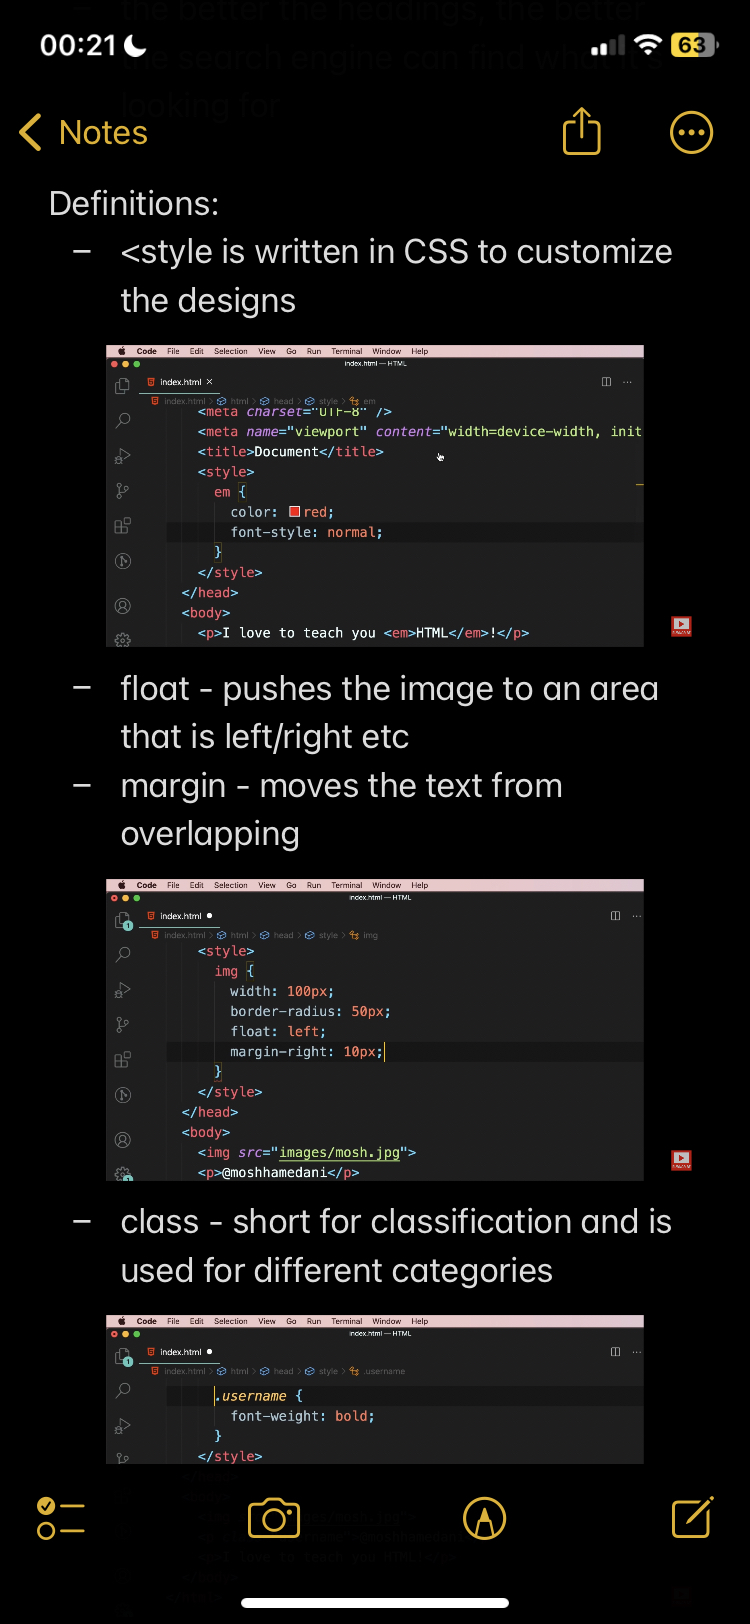 the better the headings, the better
00:21
63
the search engine can find what it's
looking for
Notes
Definitions:
– <style is written in CSS to customize
the designs
Code File Edit Selection View Go Run Terminal Window Help
index.html — HTML
index.html ×
index.html > html > head > style > em
<meta charset="UTF-8" />
<meta name="viewport" content="width=device-width, init
<title>Document</title>
<style>
em {
color: red;
font-style: normal;
}
</style>
</head>
<body>
<p>I love to teach you <em>HTML</em>!</p>
– float - pushes the image to an area
that is left/right etc
– margin - moves the text from
overlapping
Code File Edit Selection View Go Run Terminal Window Help
index.html — HTML
1
index.html ●
index.html > html > head > style > img
<style>
img {
width: 100px;
border-radius: 50px;
float: left;
margin-right: 10px;
}
</style>
</head>
<body>
<img src="images/mosh.jpg">
<p>@moshhamedani</p>
– class - short for classification and is
used for different categories
Code File Edit Selection View Go Run Terminal Window Help
index.html — HTML
1
index.html ●
index.html > html > head > style > .username
.username {
font-weight: bold;
}
</style>